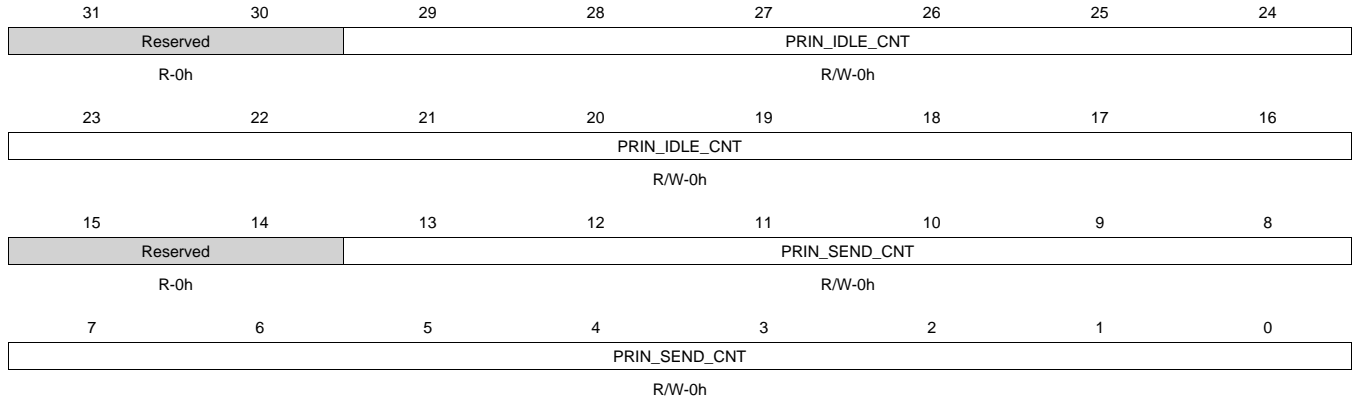 31 30 29 28 27 26 25 24
Reserved PRIN_IDLE_CNT
R-0h R/W-0h
23 22 21 20 19 18 17 16
PRIN_IDLE_CNT
R/W-0h
15 14 13 12 11 10 9 8
Reserved PRIN_SEND_CNT
R-0h R/W-0h
7 6 5 4 3 2 1 0
PRIN_SEND_CNT
R/W-0h